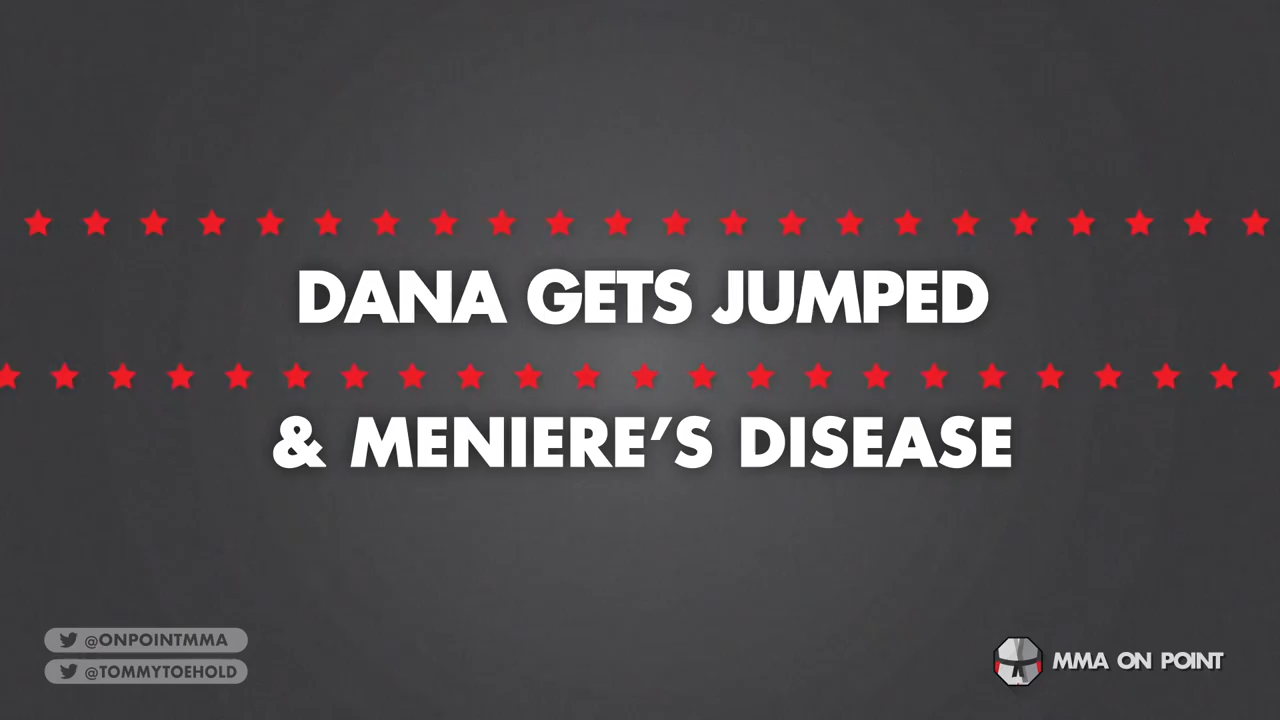 DANA GETS JUMPED
& MENIERE'S DISEASE
@ONPOINTMMA
@TOMMYTOEHOLD
MMA ON POINT